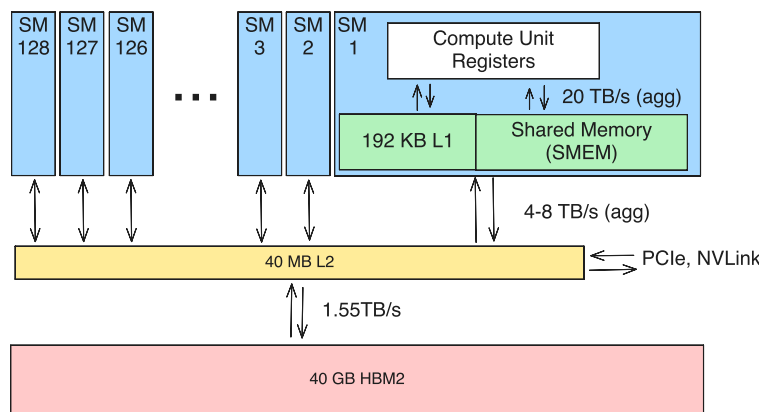 SM
128
SM
127
SM
126
...
SM
3
SM
2
SM
1
Compute Unit
Registers
20 TB/s (agg)
192 KB L1
Shared Memory
(SMEM)
4-8 TB/s (agg)
40 MB L2
PCIe, NVLink
1.55TB/s
40 GB HBM2